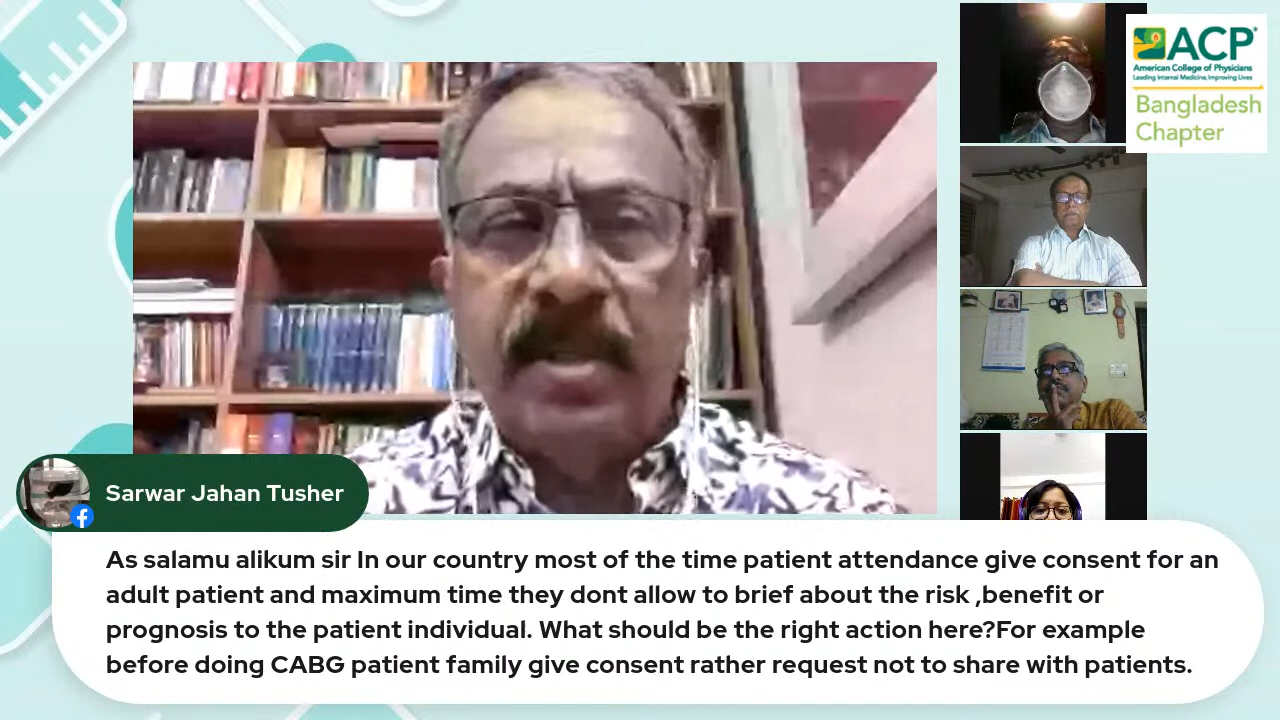 ACP
American College of Physicians
Leading Internal Medicine, Improving Lives
Bangladesh
Chapter
Sarwar Jahan Tusher
As salamu alikum sir In our country most of the time patient attendance give consent for an
adult patient and maximum time they dont allow to brief about the risk ,benefit or
prognosis to the patient individual. What should be the right action here?For example
before doing CABG patient family give consent rather request not to share with patients.